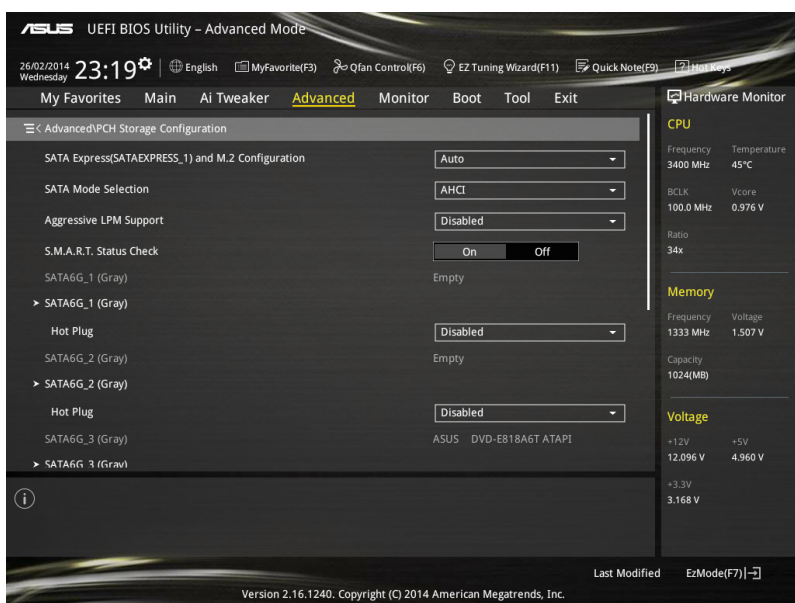 ASUS UEFI BIOS Utility – Advanced Mode
26/02/2014
Wednesday
23:19
English
MyFavorite(F3)
Qfan Control(F6)
EZ Tuning Wizard(F11)
Quick Note(F9)
Hot Keys
My Favorites Main Ai Tweaker Advanced Monitor Boot Tool Exit
Advanced\PCH Storage Configuration
SATA Express(SATAEXPRESS_1) and M.2 Configuration Auto
SATA Mode Selection AHCI
Aggressive LPM Support Disabled
S.M.A.R.T. Status Check On Off
SATA6G_1 (Gray) Empty
SATA6G_1 (Gray)
Hot Plug Disabled
SATA6G_2 (Gray) Empty
SATA6G_2 (Gray)
Hot Plug Disabled
SATA6G_3 (Gray) ASUS DVD-E818A6T ATAPI
SATA6G_3 (Gray)
Hardware Monitor
CPU
Frequency Temperature
3400 MHz 45°C
BCLK Vcore
100.0 MHz 0.976 V
Ratio
34x
Memory
Frequency Voltage
1333 MHz 1.507 V
Capacity
1024(MB)
Voltage
+12V +5V
12.096 V 4.960 V
+3.3V
3.168 V
Last Modified EzMode(F7)
Version 2.16.1240. Copyright (C) 2014 American Megatrends, Inc.